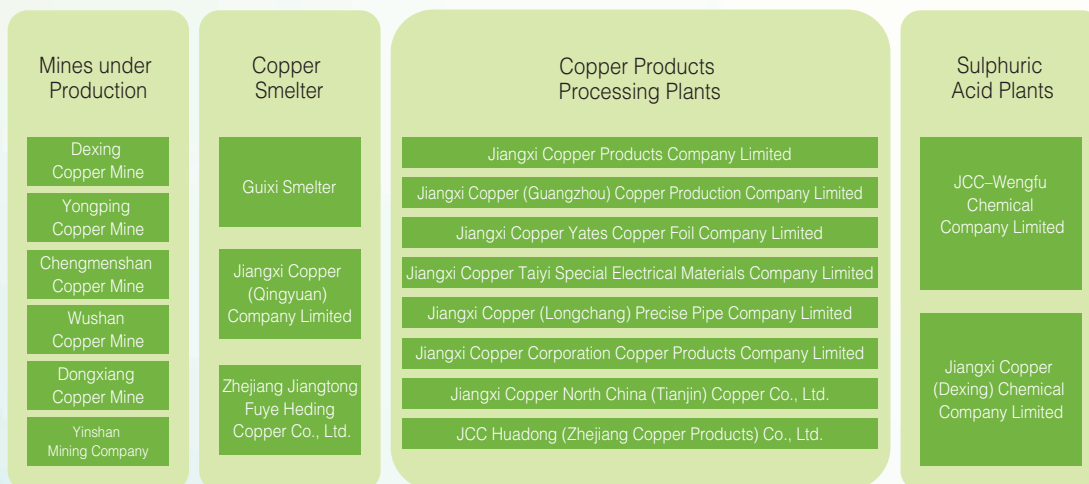 Mines under
Production
Dexing
Copper Mine
Yongping
Copper Mine
Chengmenshan
Copper Mine
Wushan
Copper Mine
Dongxiang
Copper Mine
Yinshan
Mining Company
Copper
Smelter
Guixi Smelter
Jiangxi Copper
(Qingyuan)
Company Limited
Zhejiang Jiangtong
Fuye Heding
Copper Co., Ltd.
Copper Products
Processing Plants
Jiangxi Copper Products Company Limited
Jiangxi Copper (Guangzhou) Copper Production Company Limited
Jiangxi Copper Yates Copper Foil Company Limited
Jiangxi Copper Taiyi Special Electrical Materials Company Limited
Jiangxi Copper (Longchang) Precise Pipe Company Limited
Jiangxi Copper Corporation Copper Products Company Limited
Jiangxi Copper North China (Tianjin) Copper Co., Ltd.
JCC Huadong (Zhejiang Copper Products) Co., Ltd.
Sulphuric
Acid Plants
JCC–Wengfu
Chemical
Company Limited
Jiangxi Copper
(Dexing) Chemical
Company Limited